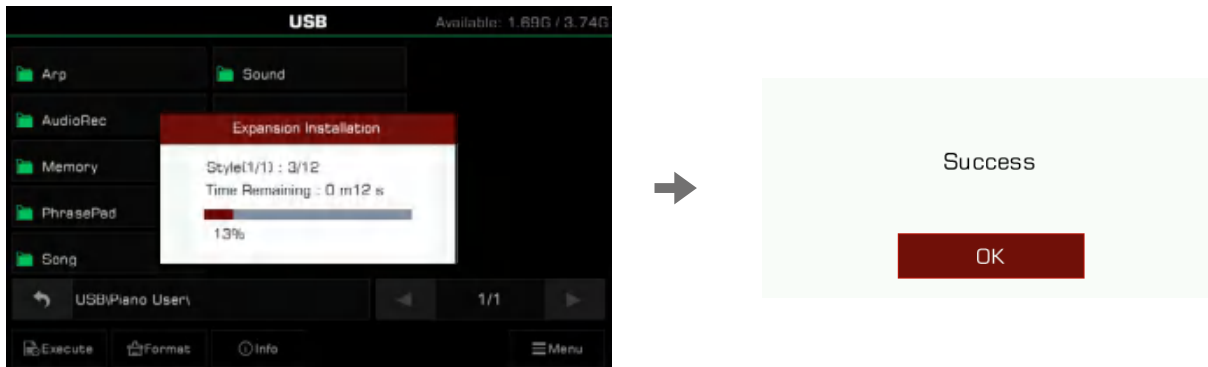 USB
Available: 1.69G / 3.74G
Arp
Sound
AudioRec
Memory
PhrasePad
Song
Expansion Installation
Style(1/1) : 3/12
Time Remaining : 0 m12 s
13%
USB\Piano User\
1/1
Execute
Format
Info
Menu
Success
OK